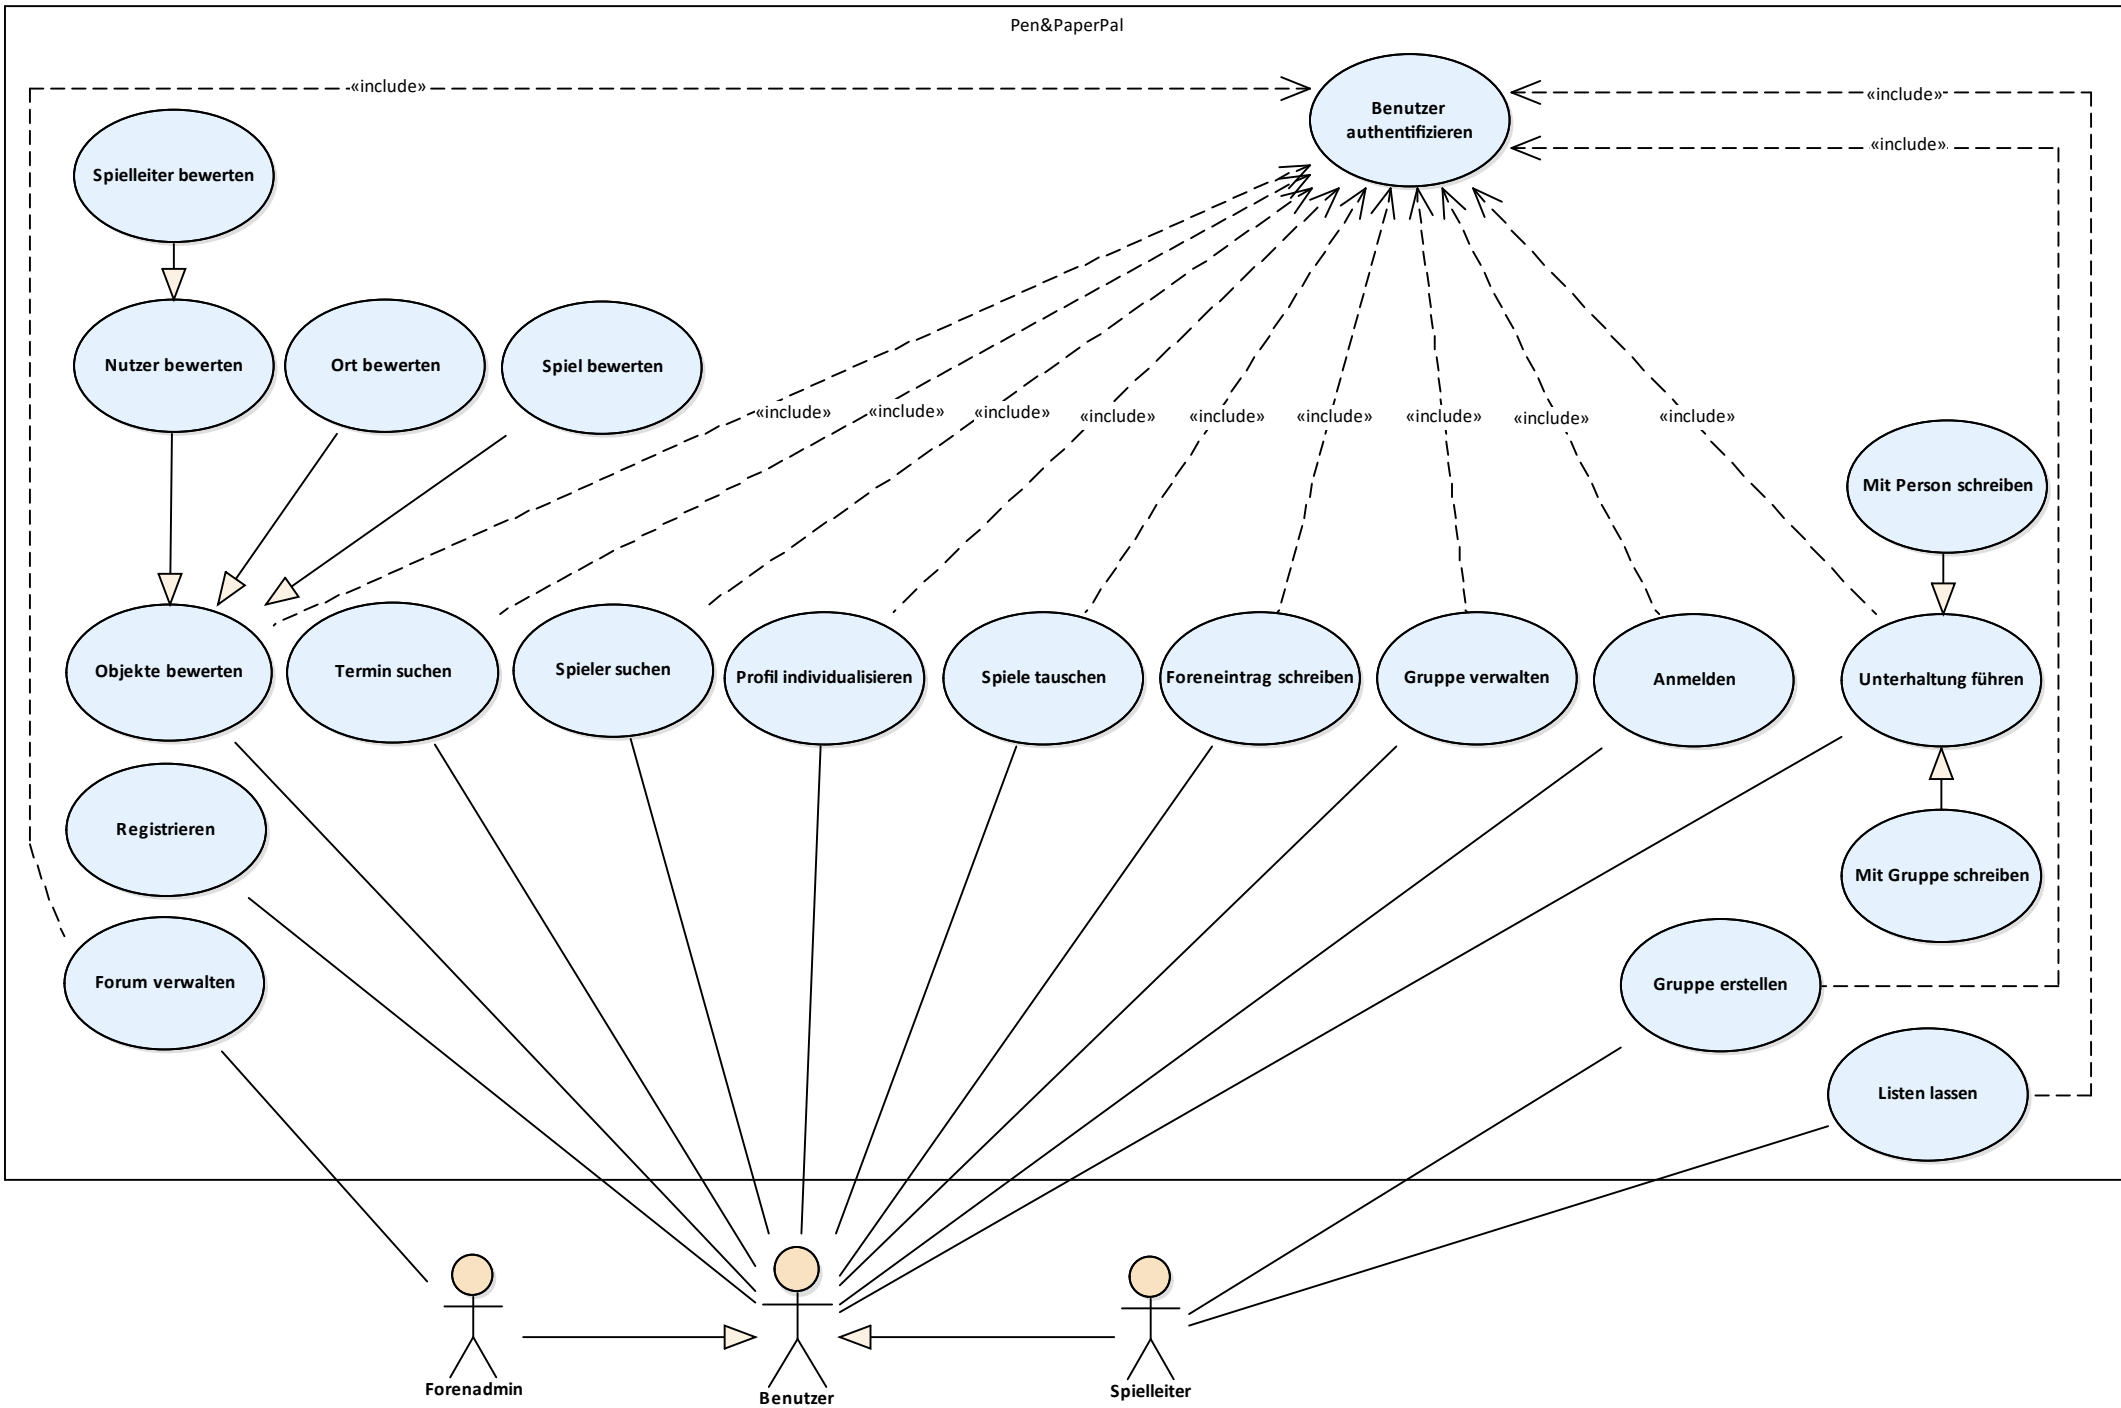 Pen&PaperPal
«include»
«include»
Benutzer
authentifizieren
«include»
Spielleiter bewerten
Nutzer bewerten
Ort bewerten
Spiel bewerten
«include»
«include»
«include»
«include»
«include»
«include»
«include»
«include»
«include»
Mit Person schreiben
Objekte bewerten
Termin suchen
Spieler suchen
Profil individualisieren
Spiele tauschen
Foreneintrag schreiben
Gruppe verwalten
Anmelden
Unterhaltung führen
Registrieren
Mit Gruppe schreiben
Forum verwalten
Gruppe erstellen
Listen lassen
Forenadmin
Benutzer
Spielleiter